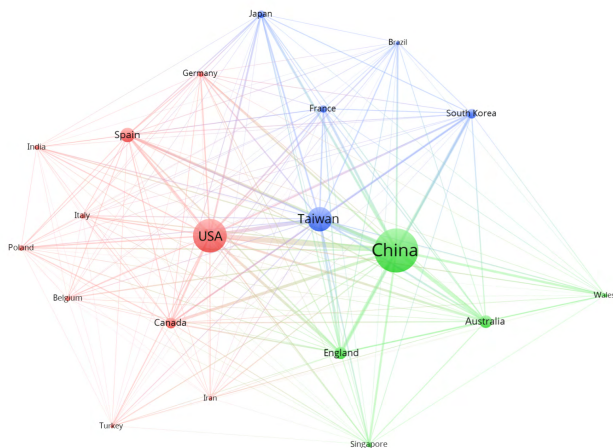 Japan
Brazil
Germany
France
South Korea
Spain
India
Italy
Taiwan
USA
China
Poland
Belgium
Wales
Canada
Australia
England
Iran
Turkey
Singapore